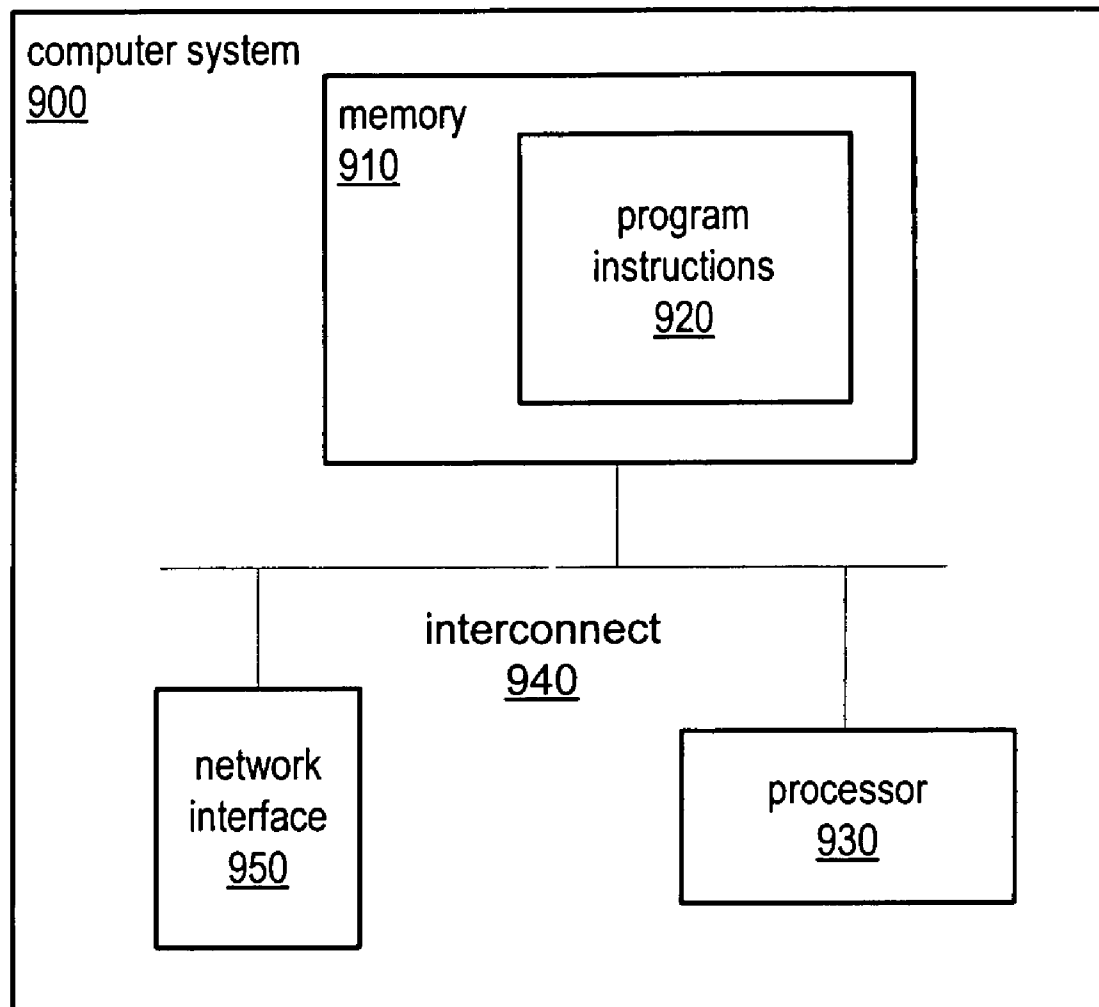 computer system
900
memory
910
program
instructions
920
interconnect
940
network
interface
950
processor
930